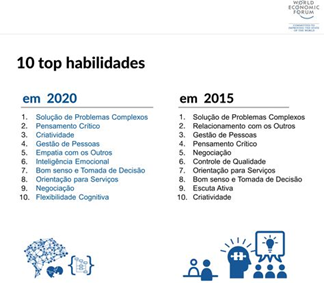 WORLD
ECONOMIC
FORUM
10 top habilidades
em 2020
1. Solução de Problemas Complexos
2. Pensamento Crítico
3. Criatividade
4. Gestão de Pessoas
5. Empatia com os Outros
6. Inteligência Emocional
7. Bom senso e Tomada de Decisão
8. Orientação para Serviços
9. Negociação
10. Flexibilidade Cognitiva
em 2015
1. Solução de Problemas Complexos
2. Relacionamento com os Outros
3. Gestão de Pessoas
4. Pensamento Crítico
5. Negociação
6. Controle de Qualidade
7. Orientação para Serviços
8. Bom senso e Tomada de Decisão
9. Escuta Ativa
10. Criatividade